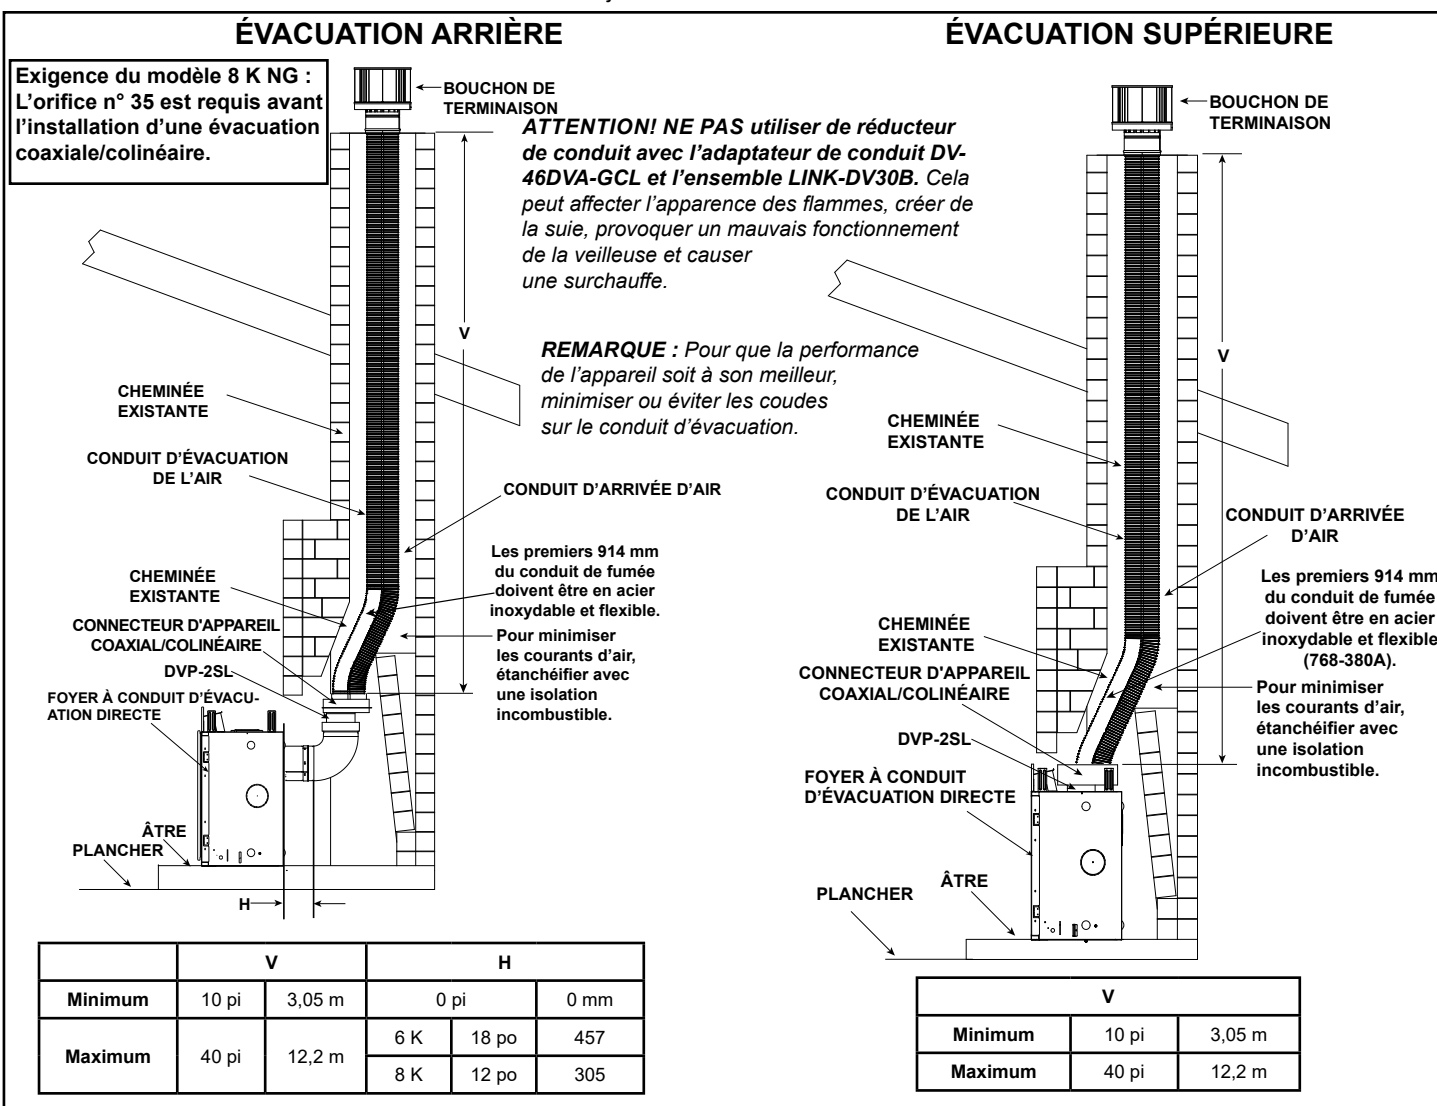 ÉVACUATION ARRIÈRE
Exigence du modèle 8 K NG :
L’orifice n° 35 est requis avant
l’installation d’une évacuation
coaxiale/colinéaire.
BOUCHON DE
TERMINAISON
ATTENTION! NE PAS utiliser de réducteur
de conduit avec l’adaptateur de conduit DV-
46DVA-GCL et l’ensemble LINK-DV30B. Cela
peut affecter l’apparence des flammes, créer de
la suie, provoquer un mauvais fonctionnement
de la veilleuse et causer
une surchauffe.
V
REMARQUE : Pour que la performance
de l’appareil soit à son meilleur,
minimiser ou éviter les coudes
sur le conduit d’évacuation.
CHEMINÉE
EXISTANTE
CONDUIT D’ÉVACUATION
DE L’AIR
CONDUIT D’ARRIVÉE D’AIR
Les premiers 914 mm
du conduit de fumée
doivent être en acier
inoxydable et flexible.
CHEMINÉE
EXISTANTE
CONNECTEUR D'APPAREIL
COAXIAL/COLINÉAIRE
Pour minimiser
les courants d’air,
étanchéifier avec
une isolation
incombustible.
DVP-2SL
FOYER À CONDUIT D’ÉVACU-
ATION DIRECTE
ÂTRE
PLANCHER
H
V H
Minimum 10 pi 3,05 m 0 pi 0 mm
Maximum 40 pi 12,2 m 6 K 18 po 457
8 K 12 po 305
ÉVACUATION SUPÉRIEURE
BOUCHON DE
TERMINAISON
V
CHEMINÉE
EXISTANTE
CONDUIT D’ÉVACUATION
DE L’AIR
CONDUIT D’ARRIVÉE
D’AIR
Les premiers 914 mm
du conduit de fumée
doivent être en acier
inoxydable et flexible
(768-380A).
CHEMINÉE
EXISTANTE
CONNECTEUR D'APPAREIL
COAXIAL/COLINÉAIRE
Pour minimiser
les courants d’air,
étanchéifier avec
une isolation
incombustible.
DVP-2SL
FOYER À CONDUIT
D’ÉVACUATION DIRECTE
ÂTRE
PLANCHER
V
Minimum 10 pi 3,05 m
Maximum 40 pi 12,2 m